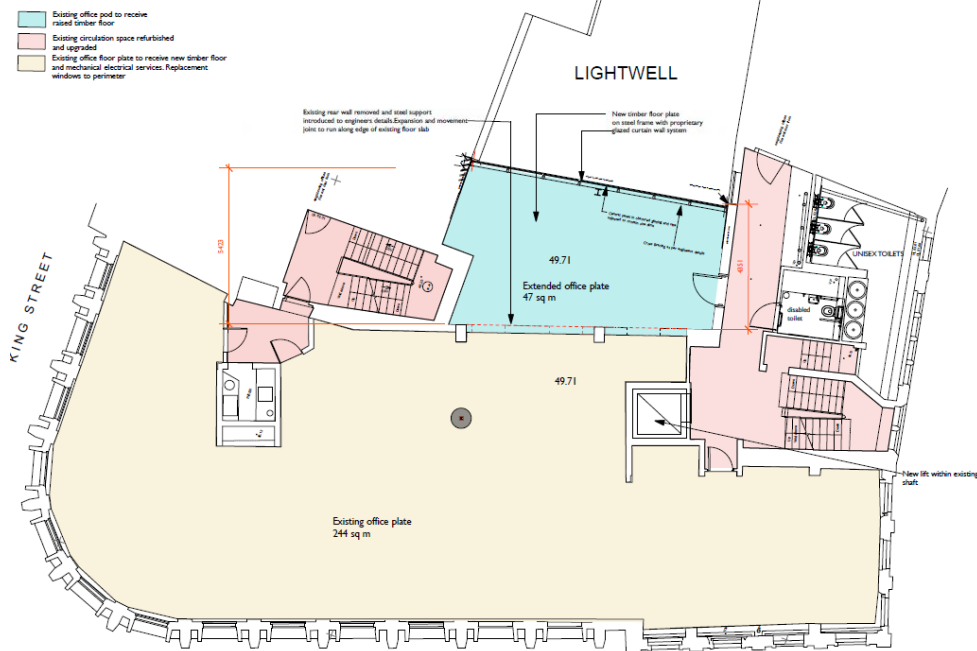 Existing office pod to receive
raised timber floor
Existing circulation space refurbished
and upgraded
Existing office floor plate to receive new timber floor
and mechanical electrical services. Replacement
windows to perimeter
LIGHTWELL
Existing rear wall removed and steel support
introduced to engineers details.Expansion and movement
joint to run along edge of existing floor slab
New timber floor plate
on steel frame with proprietary
glazed curtain wall system
5423
4351
49.71
Extended office plate
47 sq m
UNISEX TOILETS
disabled
toilet
KING STREET
49.71
New lift within existing
shaft
Existing office plate
244 sq m